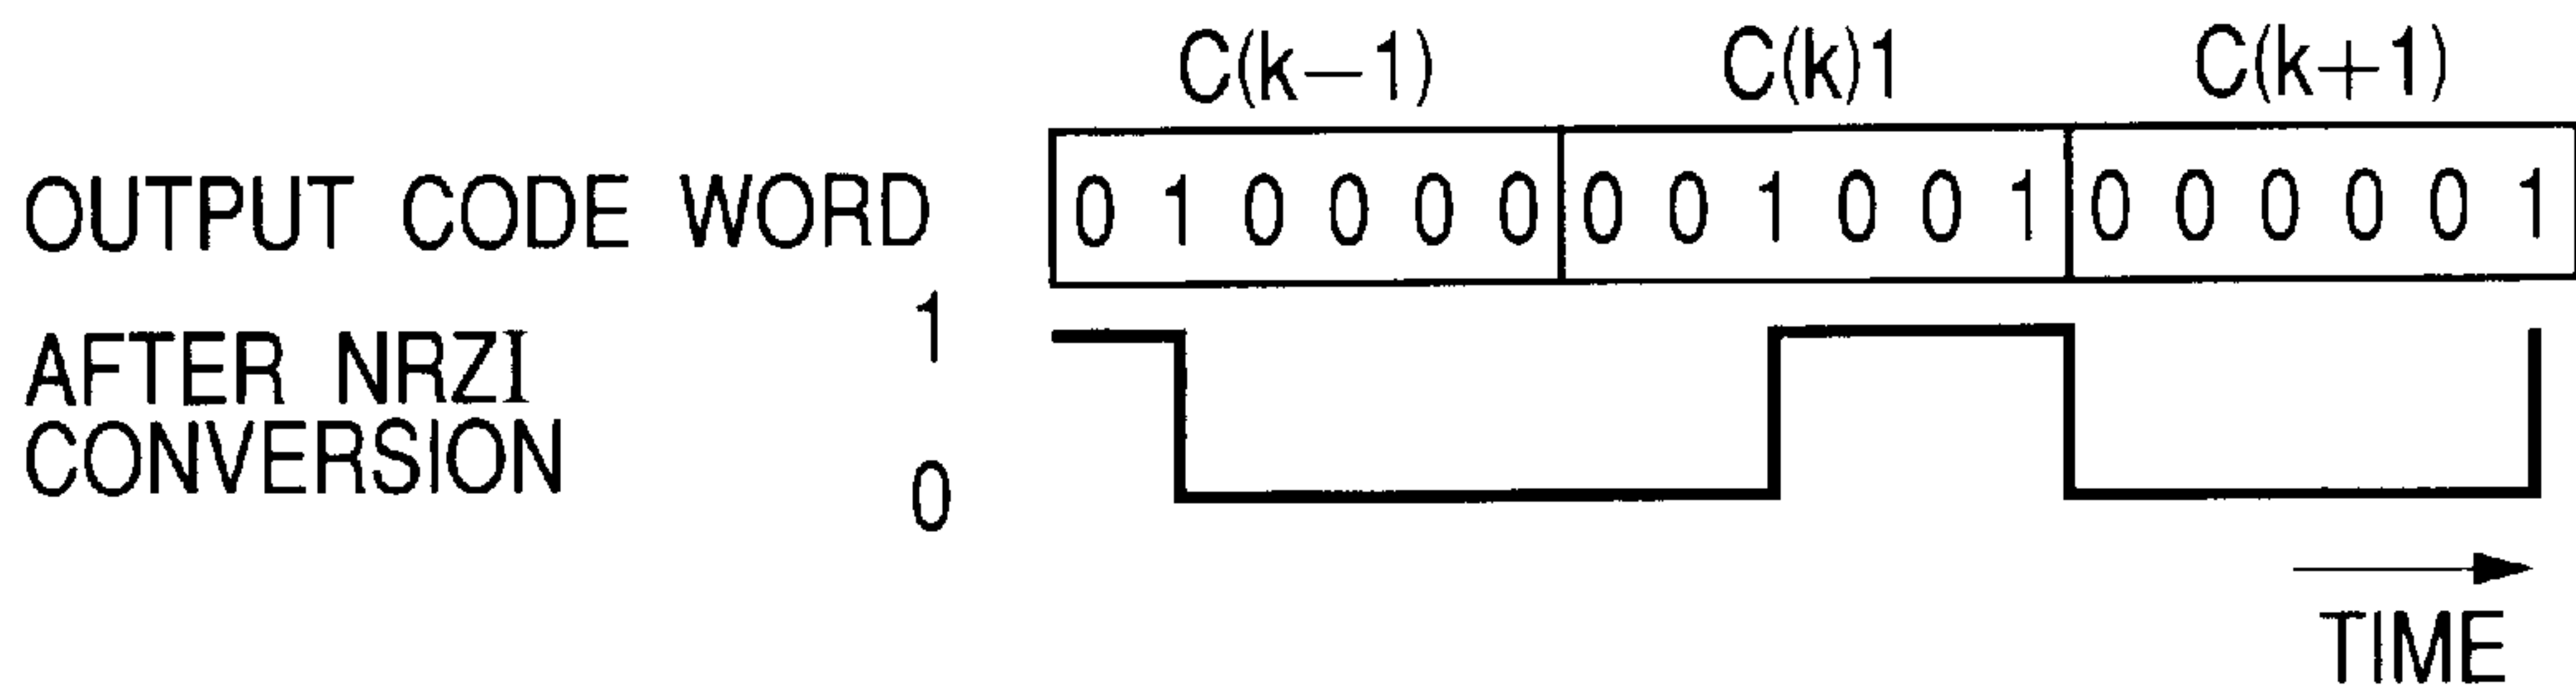 C(k−1) C(k)1 C(k+1)
OUTPUT CODE WORD 0 1 0 0 0 0 0 0 1 0 0 1 0 0 0 0 0 1
1
AFTER NRZI
CONVERSION
0
TIME